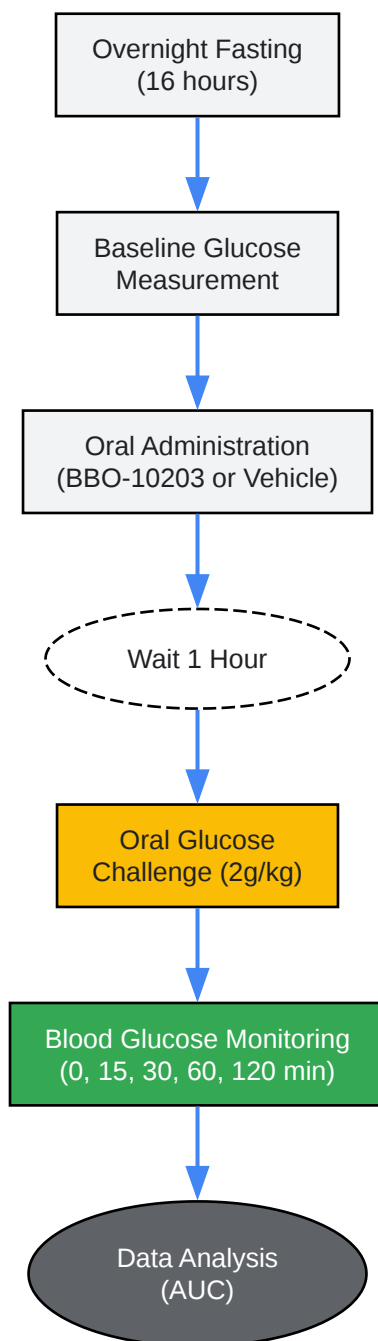 Overnight Fasting
(16 hours)
Baseline Glucose
Measurement
Oral Administration
(BBO-10203 or Vehicle)
Wait 1 Hour
Oral Glucose
Challenge (2g/kg)
Blood Glucose Monitoring
(0, 15, 30, 60, 120 min)
Data Analysis
(AUC)